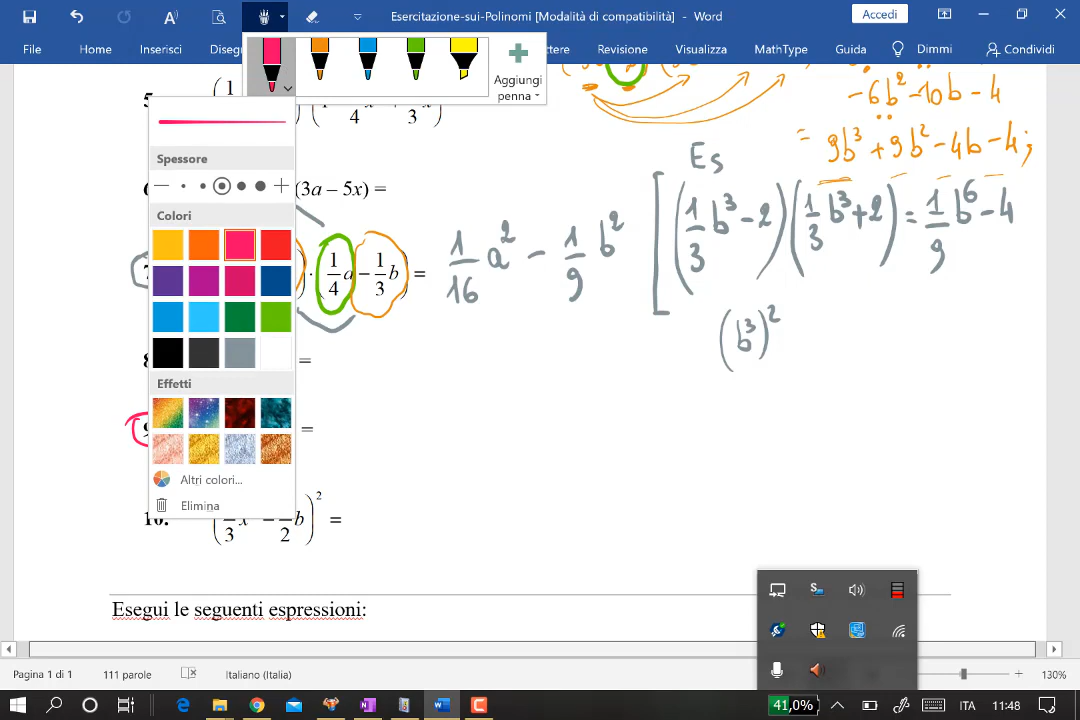 Esercitazione-sui-Polinomi [Modalità di compatibilità] - Word
Accedi
File Home Inserisci Visualizza MathType Guida Dimmi Condividi
Revisione
Aggiungi
penna
Spessore
Colori
Effetti
Altri colori...
Elimina
- 6b² - 10b - 4
= 9b³ + 9b² - 4b - 4;
Es
(3a – 5x) =
· (1/4 a – 1/3 b) = 1/16 a² - 1/9 b² [(1/3 b³ - 2)(1/3 b³ + 2) = 1/9 b⁶ - 4
(b³)²
=
=
Esegui le seguenti espressioni:
Pagina 1 di 1 111 parole Italiano (Italia) 130%
41,0% ITA 11:48